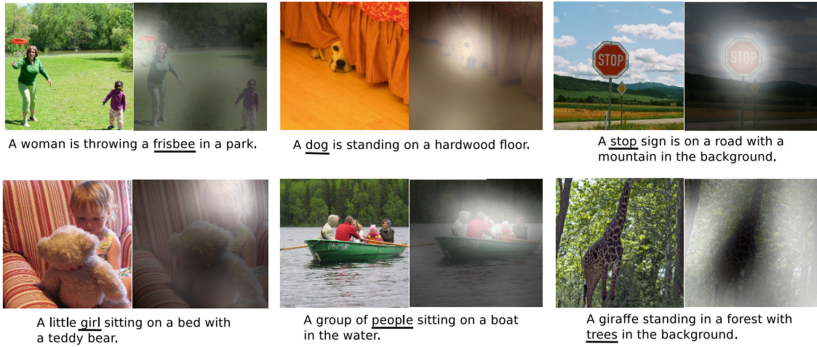 STOP
STOP
A woman is throwing a frisbee in a park.
A dog is standing on a hardwood floor.
A stop sign is on a road with a
mountain in the background.
A little girl sitting on a bed with
a teddy bear.
A group of people sitting on a boat
in the water.
A giraffe standing in a forest with
trees in the background.